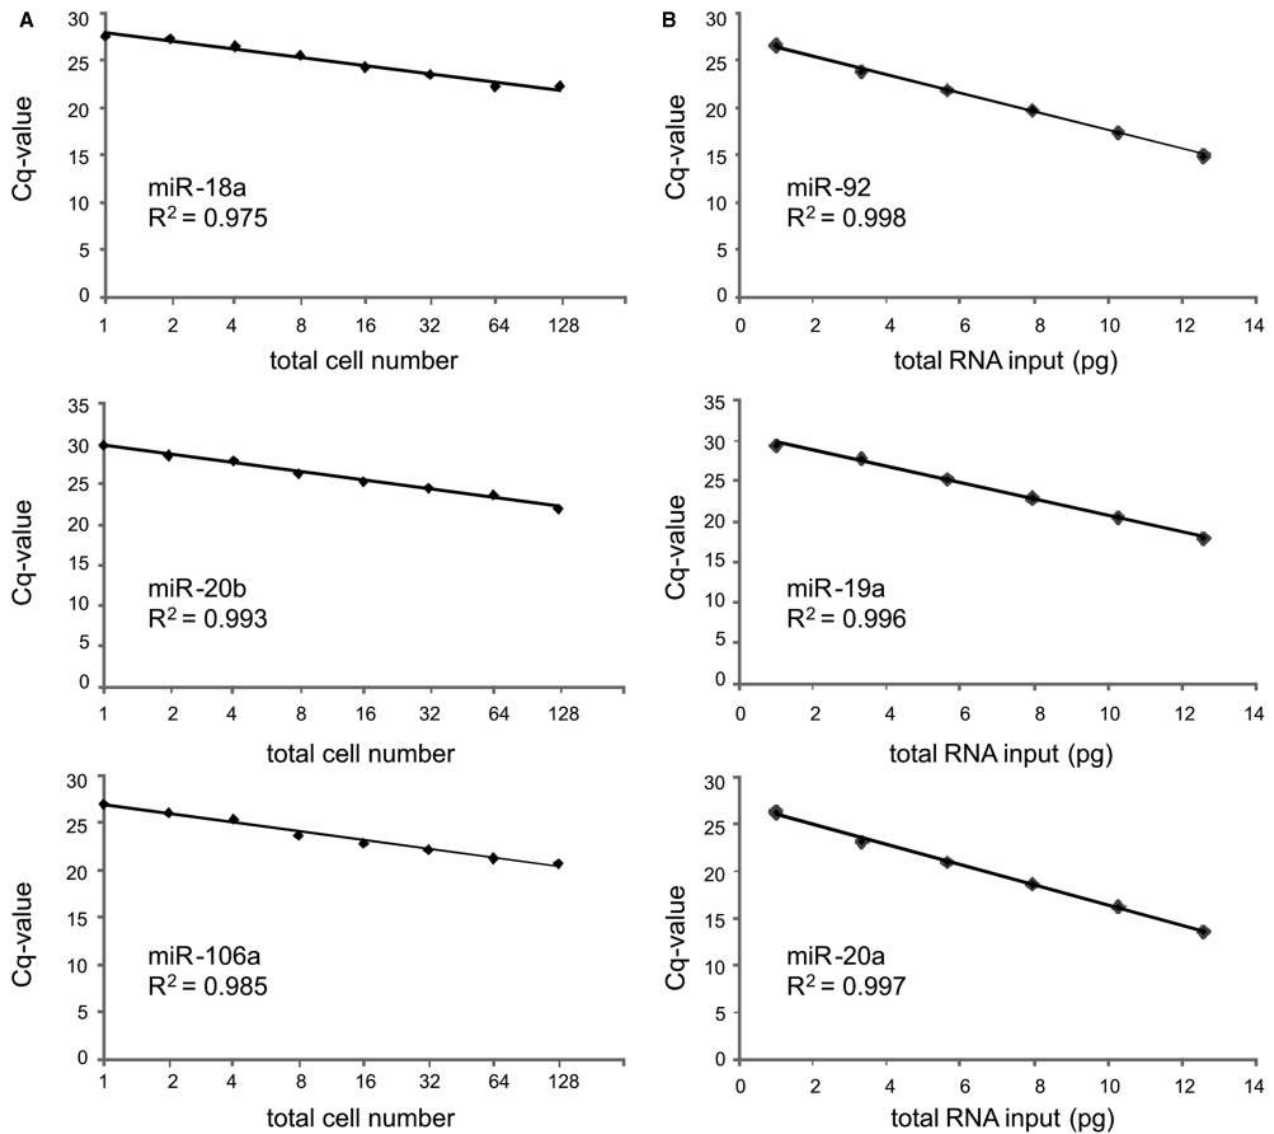 A
30
25
20
15
10
5
0
Cq-value
miR-18a
R² = 0.975
1 2 4 8 16 32 64 128
total cell number
B
30
25
20
15
10
5
0
Cq-value
miR-92
R² = 0.998
0 2 4 6 8 10 12 14
total RNA input (pg)
35
30
25
20
15
10
5
0
Cq-value
miR-20b
R² = 0.993
1 2 4 8 16 32 64 128
total cell number
35
30
25
20
15
10
5
0
Cq-value
miR-19a
R² = 0.996
0 2 4 6 8 10 12 14
total RNA input (pg)
30
25
20
15
10
5
0
Cq-value
miR-106a
R² = 0.985
1 2 4 8 16 32 64 128
total cell number
30
25
20
15
10
5
0
Cq-value
miR-20a
R² = 0.997
0 2 4 6 8 10 12 14
total RNA input (pg)